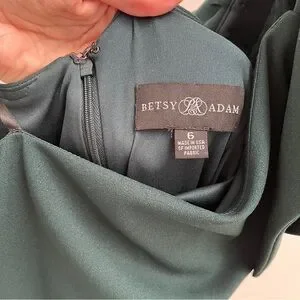 BETSY ADAM
6
MADE IN USA
OF IMPORTED
FABRIC